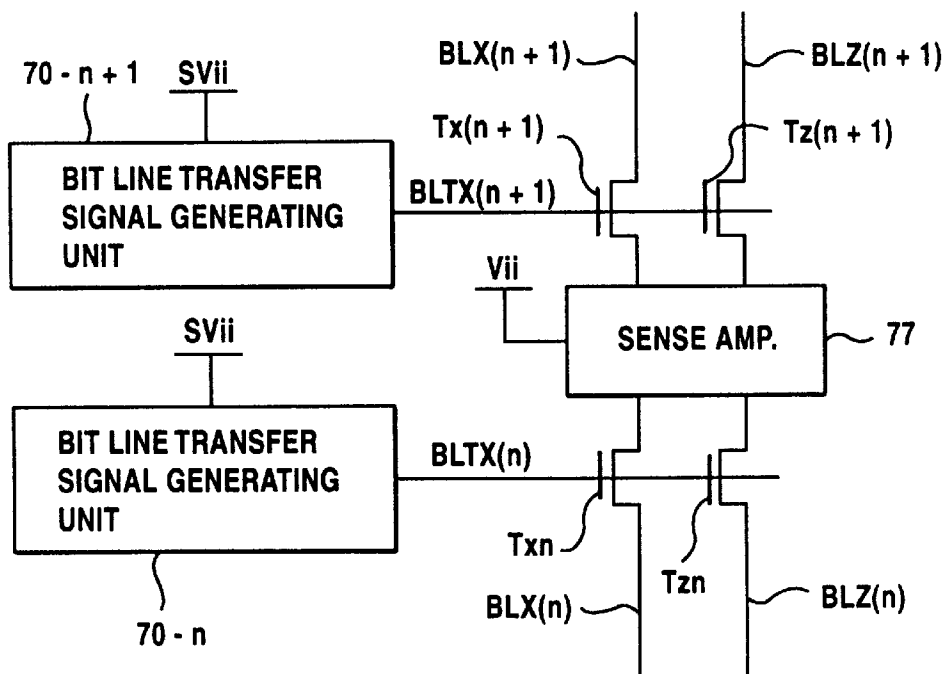 BLX(n + 1)
BLZ(n + 1)
70 - n + 1
SVii
Tx(n + 1)
Tz(n + 1)
BIT LINE TRANSFER
SIGNAL GENERATING
UNIT
BLTX(n + 1)
Vii
SENSE AMP.
77
SVii
BIT LINE TRANSFER
SIGNAL GENERATING
UNIT
BLTX(n)
Txn
Tzn
BLX(n)
BLZ(n)
70 - n